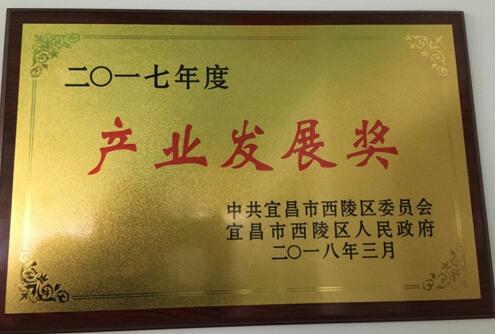 二〇一七年度
产业发展奖
中共宜昌市西陵区委员会
宜昌市西陵区人民政府
二〇一八年三月